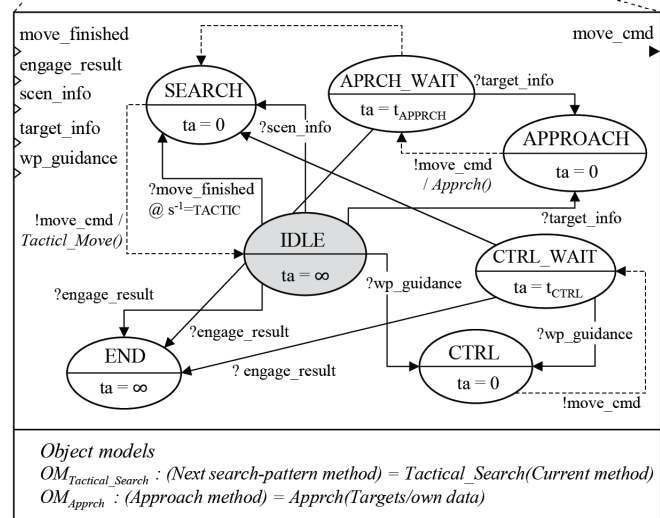 move_finished
engage_result
scen_info
target_info
wp_guidance
move_cmd
SEARCH
ta = 0
APRCH_WAIT
ta = tAPPRCH
?target_info
APPROACH
ta = 0
?scen_info
!move_cmd
/ Apprch()
?move_finished
@ s-1=TACTIC
!move_cmd /
Tacticl_Move()
?target_info
IDLE
ta = ∞
CTRL_WAIT
ta = tCTRL
?wp_guidance
?engage_result
?engage_result
?wp_guidance
END
ta = ∞
? engage_result
CTRL
ta = 0
!move_cmd
Object models
OMTactical_Search : (Next search-pattern method) = Tactical_Search(Current method)
OMApprch : (Approach method) = Apprch(Targets/own data)